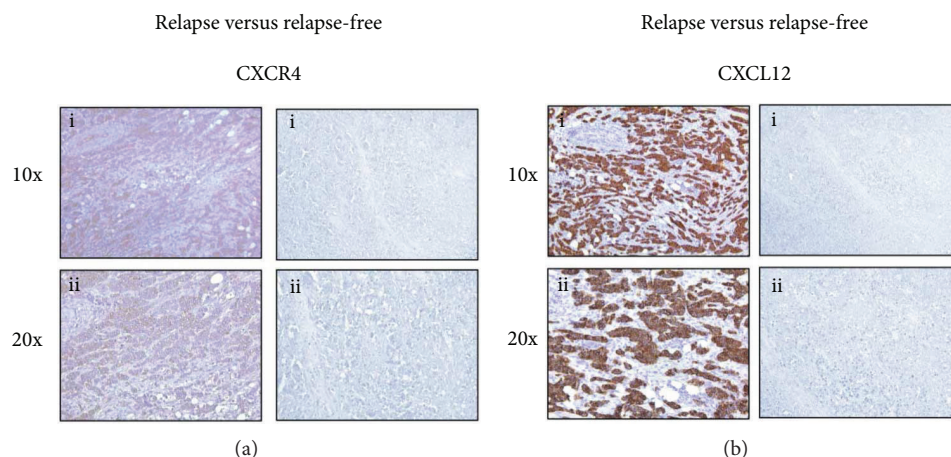 Relapse versus relapse-free
CXCR4
10x
i
i
20x
ii
ii
(a)
Relapse versus relapse-free
CXCL12
10x
i
i
20x
ii
ii
(b)